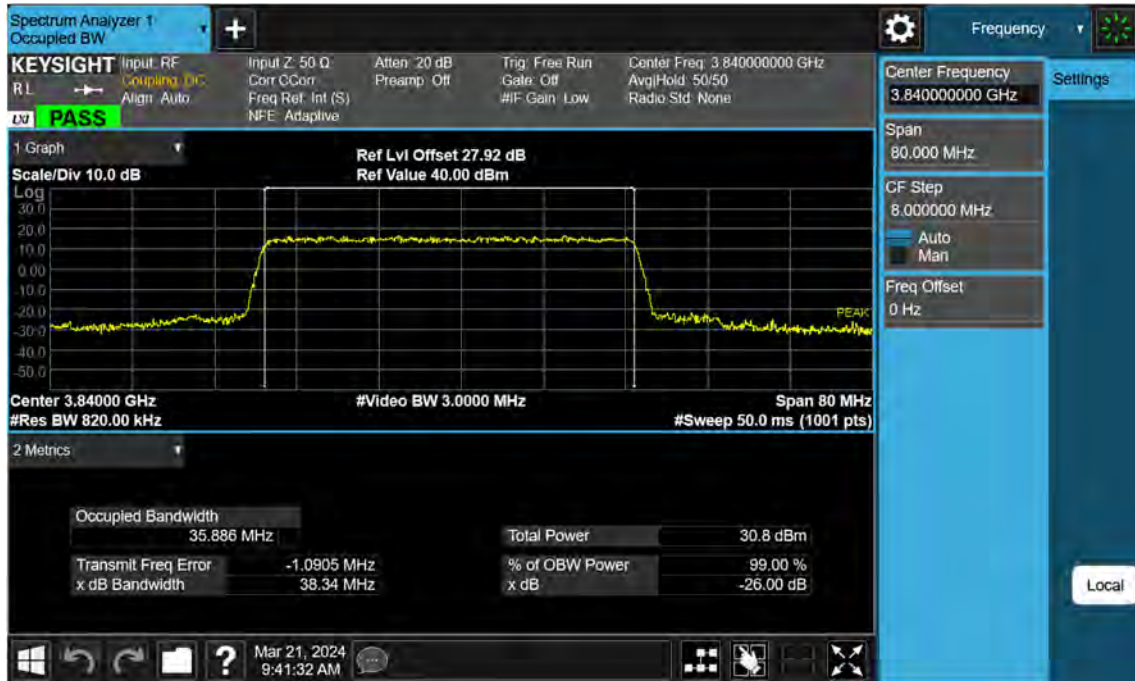 Spectrum Analyzer 1
Occupied BW
+
Frequency
KEYSIGHT
R L
LXI PASS
Input: RF
Coupling: DC
Align: Auto
Input Z: 50 Ω
Corr CCorr
Freq Ref: Int (S)
NFE: Adaptive
Atten: 20 dB
Preamp: Off
Trig: Free Run
Gate: Off
#IF Gain: Low
Center Freq: 3.840000000 GHz
Avg|Hold: 50/50
Radio Std: None
1 Graph
Scale/Div 10.0 dB
Ref Lvl Offset 27.92 dB
Ref Value 40.00 dBm
Log
30.0
20.0
10.0
0.00
-10.0
-20.0
-30.0
-40.0
-50.0
PEAK
Center 3.84000 GHz
#Video BW 3.0000 MHz
Span 80 MHz
#Res BW 820.00 kHz
#Sweep 50.0 ms (1001 pts)
2 Metrics
Occupied Bandwidth
35.886 MHz
Total Power 30.8 dBm
Transmit Freq Error -1.0905 MHz
% of OBW Power 99.00 %
x dB Bandwidth 38.34 MHz
x dB -26.00 dB
Center Frequency
3.840000000 GHz
Settings
Span
80.000 MHz
CF Step
8.000000 MHz
Auto
Man
Freq Offset
0 Hz
Local
?
Mar 21, 2024
9:41:32 AM